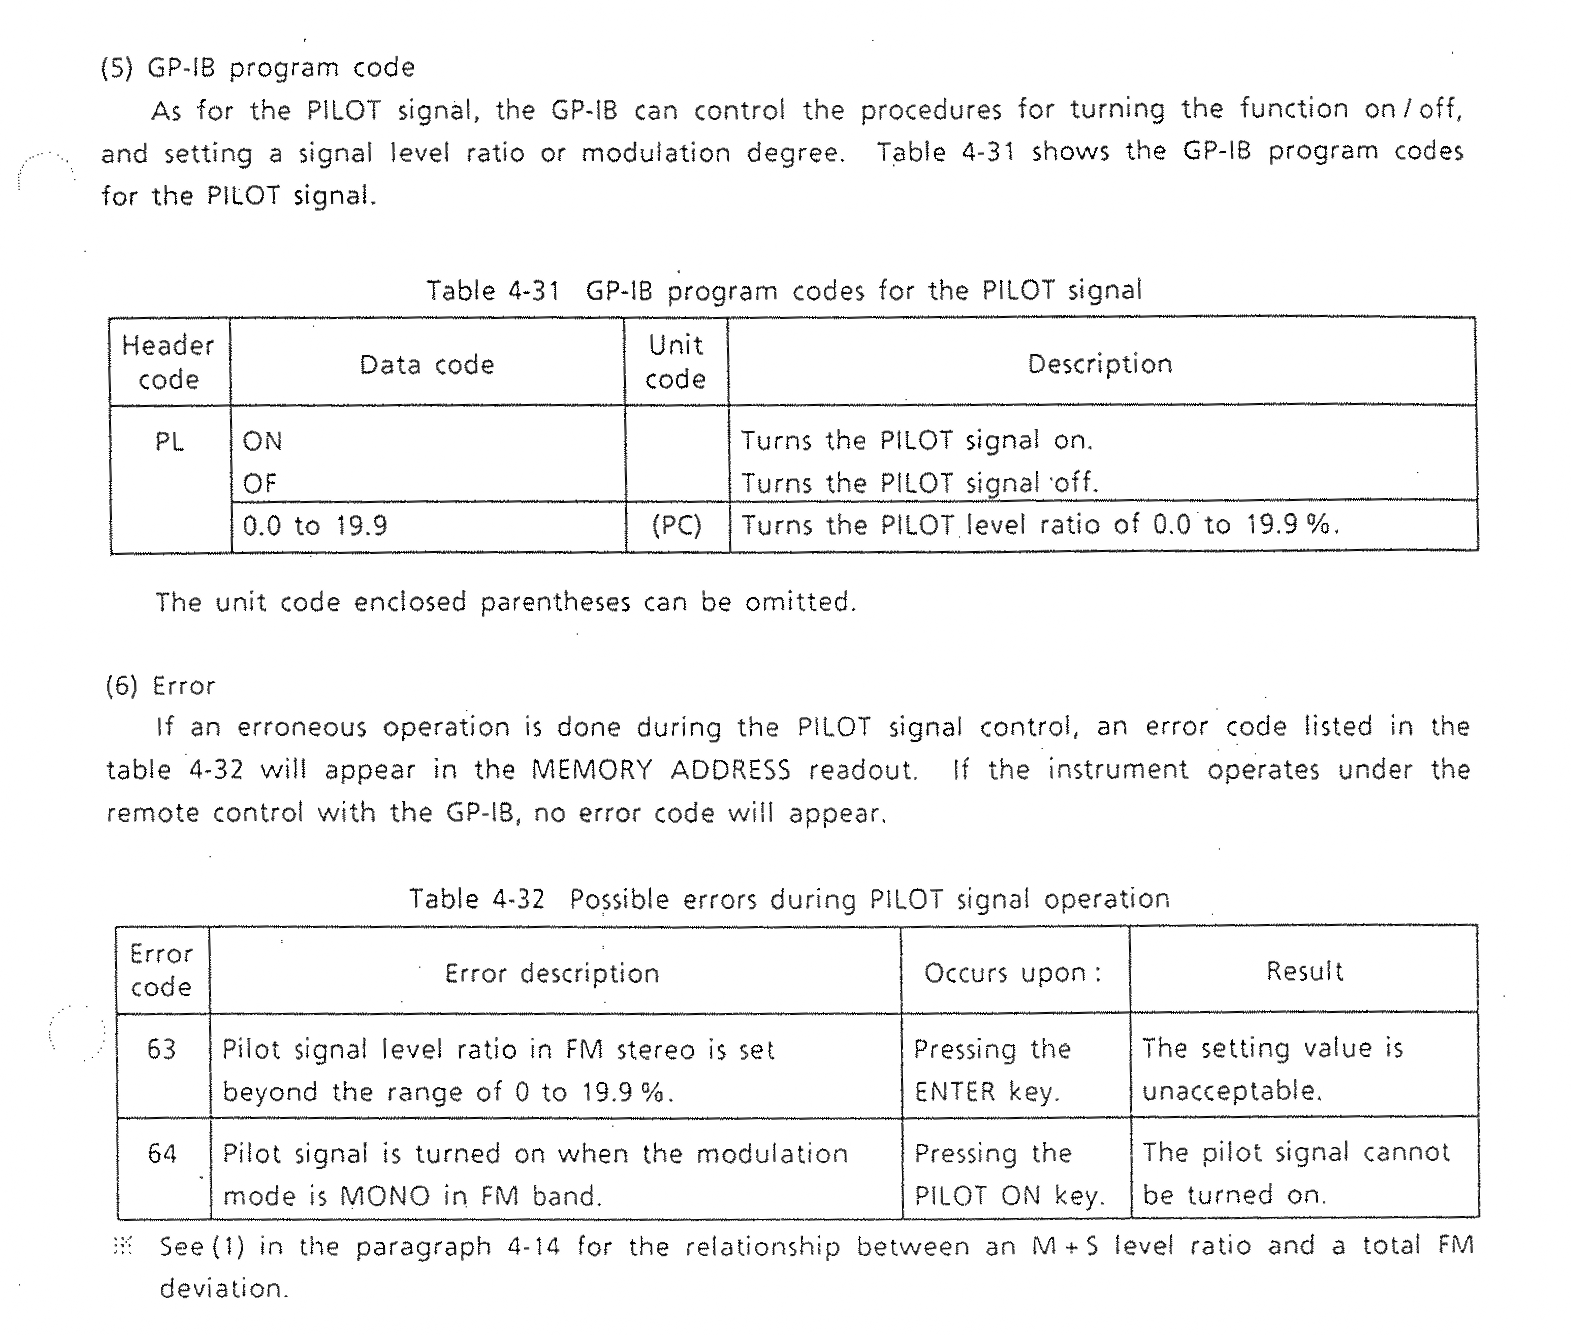 (5) GP-IB program code
As for the PILOT signal, the GP-IB can control the procedures for turning the function on / off,
and setting a signal level ratio or modulation degree. Table 4-31 shows the GP-IB program codes
for the PILOT signal.
Table 4-31 GP-IB program codes for the PILOT signal
Header code
Data code
Unit code
Description
PL
ON
Turns the PILOT signal on.
OF
Turns the PILOT signal off.
0.0 to 19.9
(PC)
Turns the PILOT level ratio of 0.0 to 19.9 %.
The unit code enclosed parentheses can be omitted.
(6) Error
If an erroneous operation is done during the PILOT signal control, an error code listed in the
table 4-32 will appear in the MEMORY ADDRESS readout. If the instrument operates under the
remote control with the GP-IB, no error code will appear.
Table 4-32 Possible errors during PILOT signal operation
Error code
Error description
Occurs upon :
Result
63
Pilot signal level ratio in FM stereo is set
beyond the range of 0 to 19.9 %.
Pressing the
ENTER key.
The setting value is
unacceptable.
64
Pilot signal is turned on when the modulation
mode is MONO in FM band.
Pressing the
PILOT ON key.
The pilot signal cannot
be turned on.
※ See (1) in the paragraph 4-14 for the relationship between an M + S level ratio and a total FM
deviation.